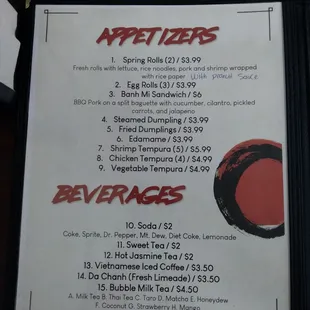 APPETIZERS
1. Spring Rolls (2) / $3.99
Fresh rolls with lettuce, rice noodles, pork and shrimp wrapped
with rice paper With peanut Sauce
2. Egg Rolls (3) / $3.99
3. Banh Mi Sandwich / $6
BBQ Pork on a split baguette with cucumber, cilantro, pickled
carrots, and jalapeno
4. Steamed Dumpling / $3.99
5. Fried Dumplings / $3.99
6. Edamame / $3.99
7. Shrimp Tempura (5) / $5.99
8. Chicken Tempura (4) / $4.99
9. Vegetable Tempura / $4.99
BEVERAGES
10. Soda / $2
Coke, Sprite, Dr. Pepper, Mt. Dew, Diet Coke, Lemonade
11. Sweet Tea / $2
12. Hot Jasmine Tea / $2
13. Vietnamese Iced Coffee / $3.50
14. Da Chanh (Fresh Limeade) / $3.50
15. Bubble Milk Tea / $4.50
A. Milk Tea B. Thai Tea C. Taro D. Matcha E. Honeydew
F. Coconut G. Strawberry H. Mango